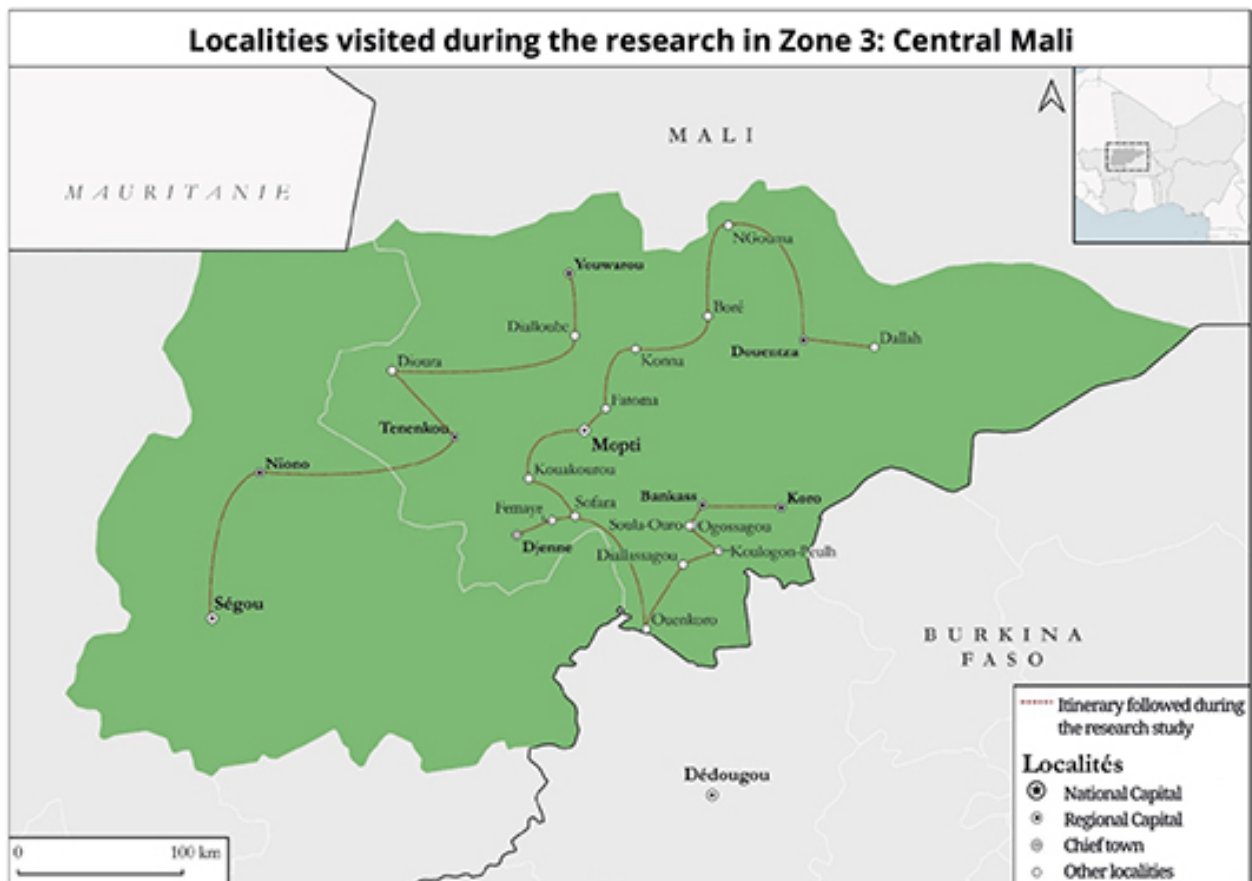 Localities visited during the research in Zone 3: Central Mali
MALI
MAURITANIE
NGouma
Youwarou
Boré
Dialloube
Douentza
Dallah
Konna
Dioura
Fatoma
Tenenkou
Mopti
Niono
Kouakourou
Bankass
Koro
Sofara
Femaye
Soula-Ouro
Ogossagou
Djenne
Diallassagou
Koulogon-Peulh
Ségou
Ouenkoro
BURKINA
FASO
Dédougou
Itinerary followed during
the research study
Localités
National Capital
Regional Capital
Chief town
Other localities
0 100 km